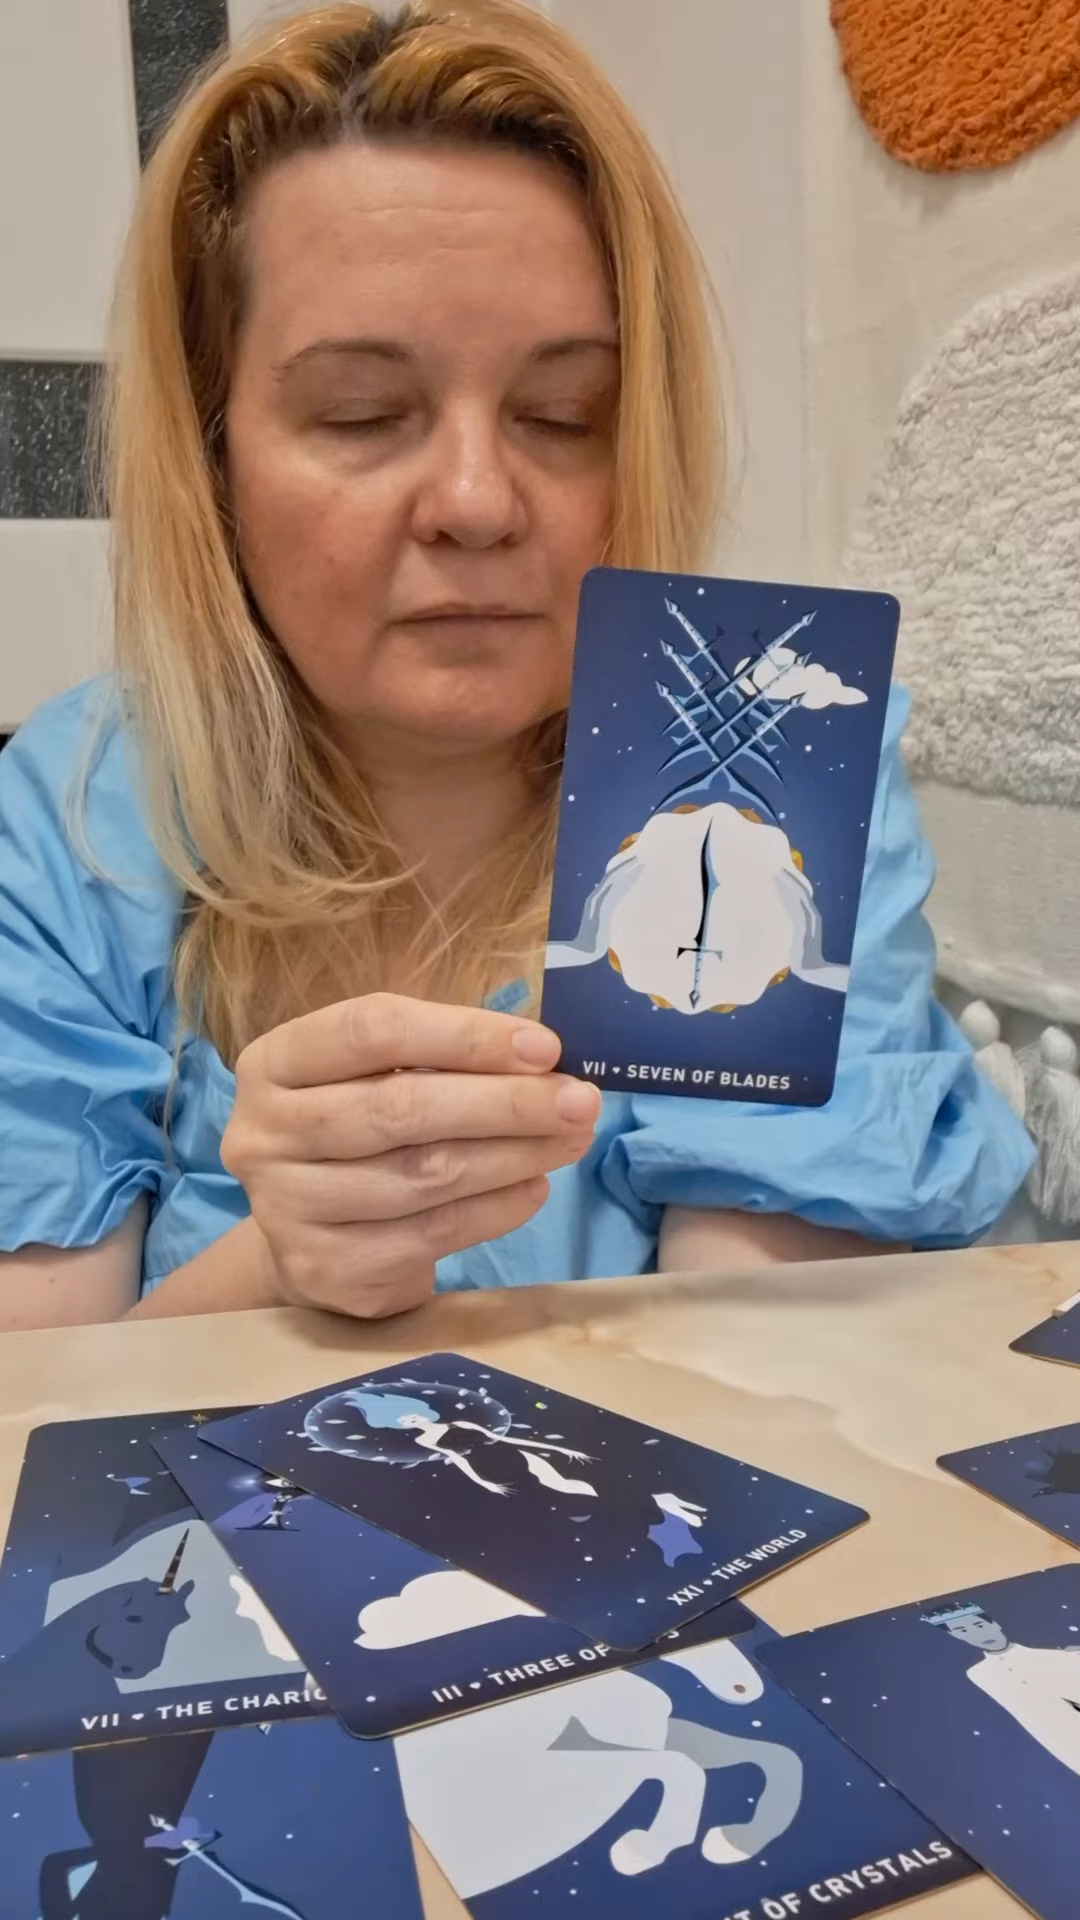 VII ♥ SEVEN OF BLADES
XXI ♥ THE WORLD
III ♥ THREE OF
VII ♥ THE CHARIO
T OF CRYSTALS